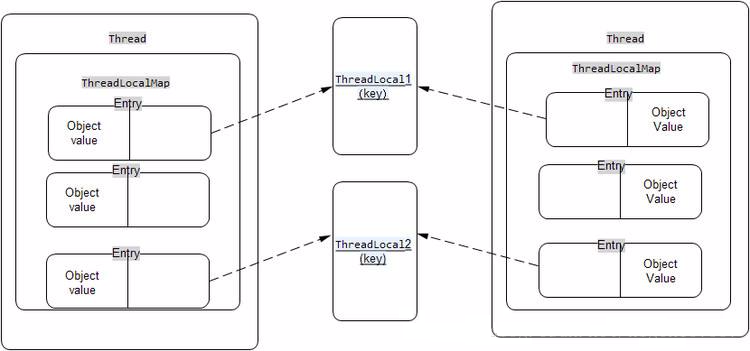 Thread
ThreadLocalMap
Entry
Object
value
Entry
Object
value
Entry
Object
value
ThreadLocal1
(key)
ThreadLocal2
(key)
Thread
ThreadLocalMap
Entry
Object
Value
Entry
Object
Value
Entry
Object
Value